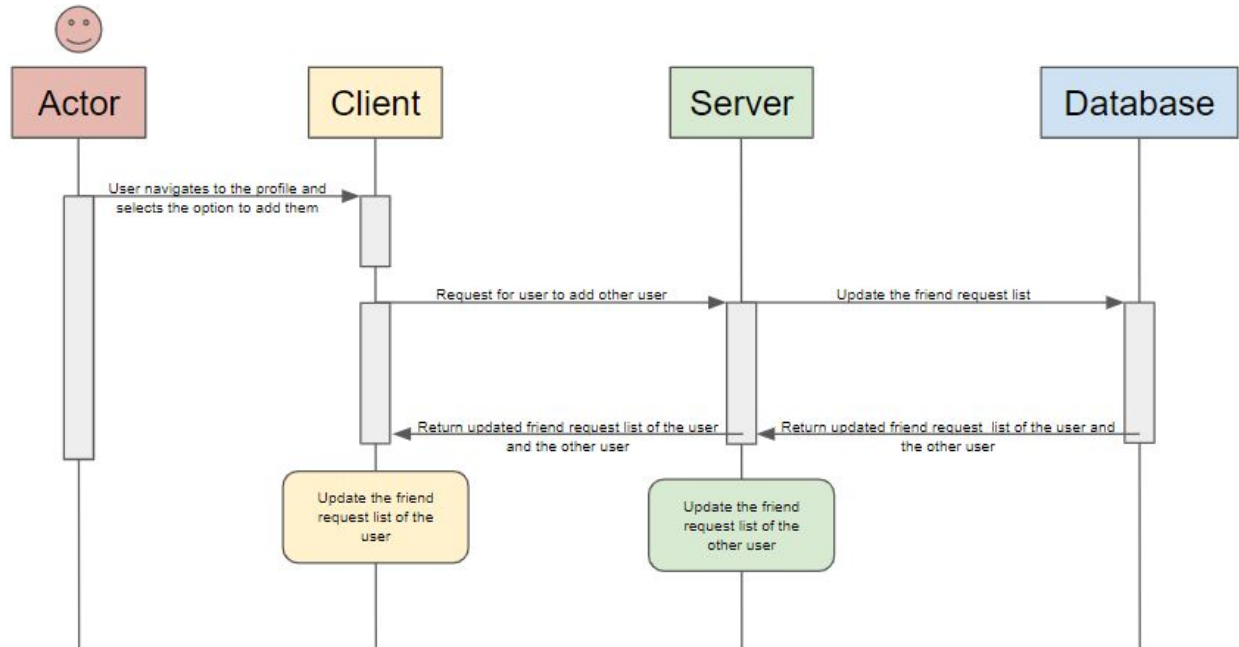 Actor
Client
Server
Database
User navigates to the profile and
selects the option to add them
Request for user to add other user
Update the friend request list
Return updated friend request list of the user
and the other user
Return updated friend request  list of the user and
the other user
Update the friend
request list of the
user
Update the friend
request list of the
other user